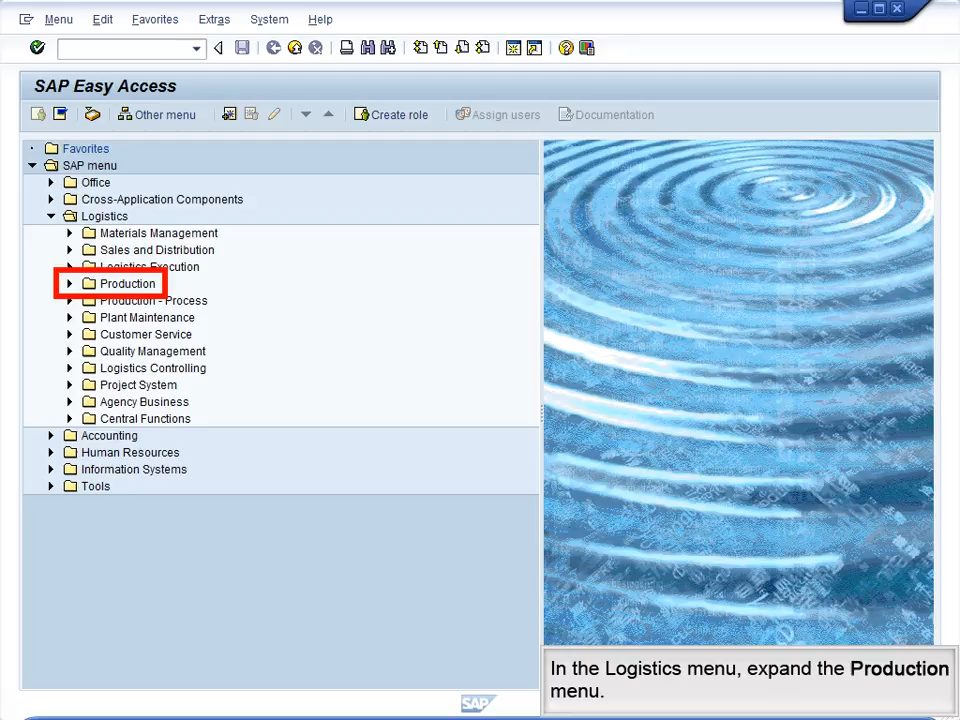 Menu Edit Favorites Extras System Help
SAP Easy Access
Other menu Create role Assign users Documentation
Favorites
SAP menu
Office
Cross-Application Components
Logistics
Materials Management
Sales and Distribution
Logistics Execution
Production
Production - Process
Plant Maintenance
Customer Service
Quality Management
Logistics Controlling
Project System
Agency Business
Central Functions
Accounting
Human Resources
Information Systems
Tools
In the Logistics menu, expand the Production
menu.
SAP